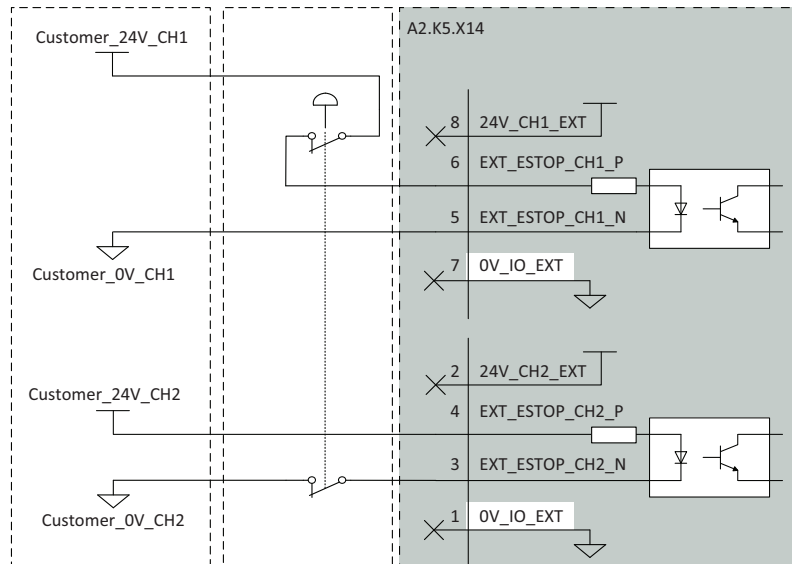 A2.K5.X14
Customer_24V_CH1
8 24V_CH1_EXT
6 EXT_ESTOP_CH1_P
5 EXT_ESTOP_CH1_N
Customer_0V_CH1
7 0V_IO_EXT
2 24V_CH2_EXT
Customer_24V_CH2
4 EXT_ESTOP_CH2_P
3 EXT_ESTOP_CH2_N
Customer_0V_CH2
1 0V_IO_EXT